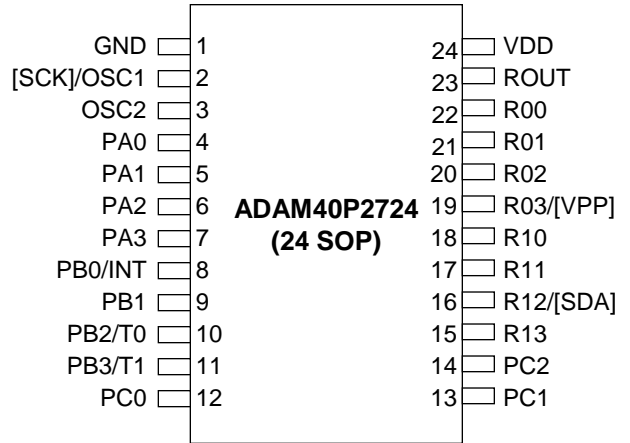 GND 1 24 VDD
[SCK]/OSC1 2 23 ROUT
OSC2 3 22 R00
PA0 4 21 R01
PA1 5 20 R02
PA2 6 ADAM40P2724 19 R03/[VPP]
PA3 7 (24 SOP) 18 R10
PB0/INT 8 17 R11
PB1 9 16 R12/[SDA]
PB2/T0 10 15 R13
PB3/T1 11 14 PC2
PC0 12 13 PC1